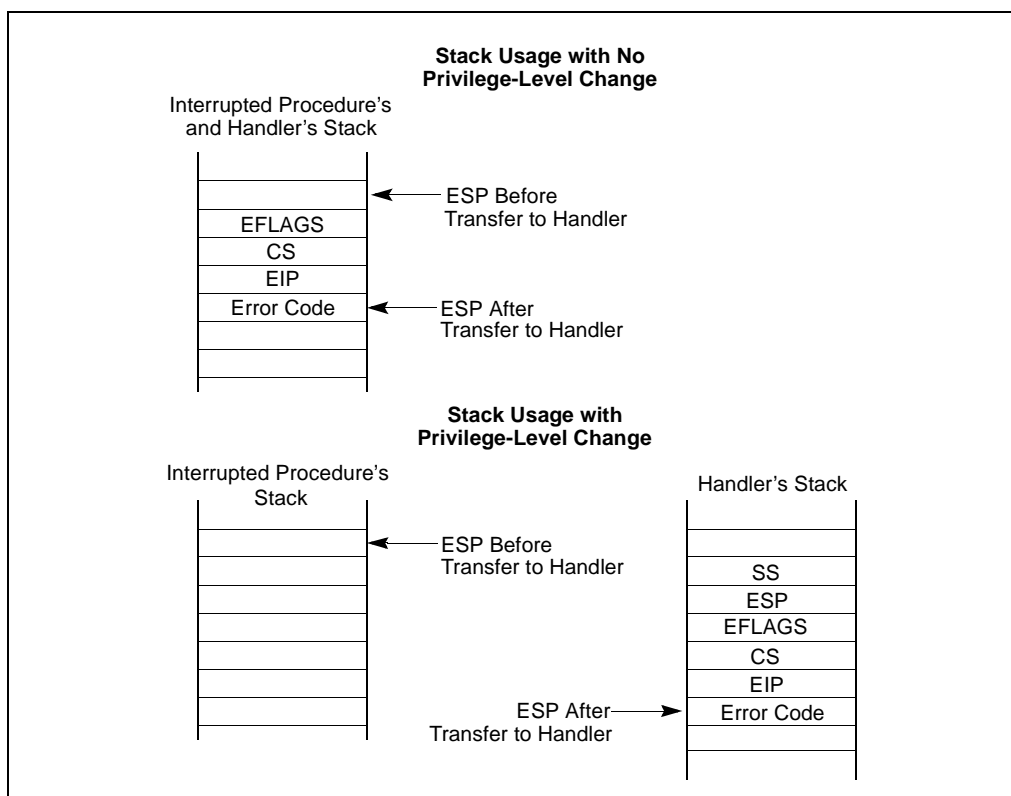 Stack Usage with No
Privilege-Level Change
Interrupted Procedure's
and Handler's Stack
ESP Before
Transfer to Handler
EFLAGS
CS
EIP
Error Code
ESP After
Transfer to Handler
Stack Usage with
Privilege-Level Change
Interrupted Procedure's
Stack
Handler's Stack
ESP Before
Transfer to Handler
SS
ESP
EFLAGS
CS
EIP
ESP After
Transfer to Handler
Error Code